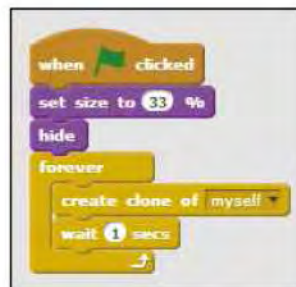 when clicked
set size to 33 %
hide
forever
create clone of myself
wait 1 secs